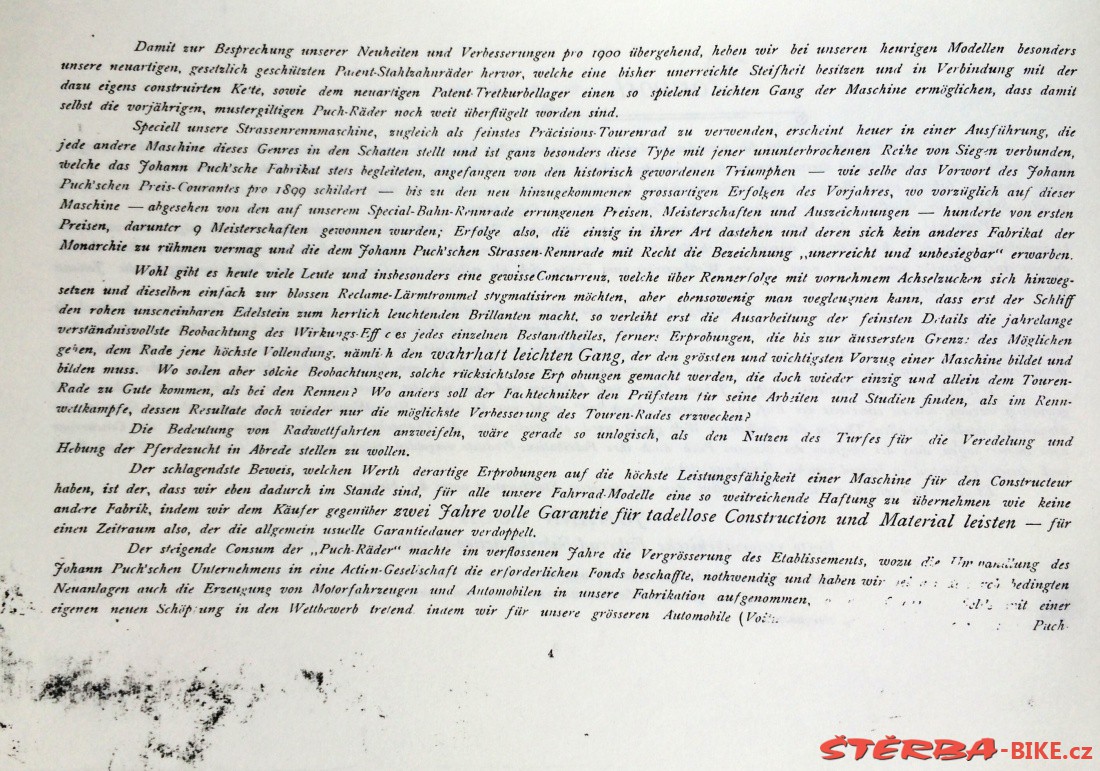 Damit zur Besprechung unserer Neuheiten und Verbesserungen pro 1900 übergehend, heben wir bei unseren heurigen Modellen besonders
unsere neuartigen, gesetzlich geschützten Patent-Stahlzahnräder hervor, welche eine bisher unerreichte Steifheit besitzen und in Verbindung mit der
dazu eigens construirten Kette, sowie dem neuartigen Patent-Tretkurbellager einen so spielend leichten Gang der Maschine ermöglichen, dass damit
selbst die vorjährigen, mustergiltigen Puch-Räder noch weit überflügelt worden sind.
Speciell unsere Strassenrennmaschine, zugleich als feinstes Präcisions-Tourenrad zu verwenden, erscheint heuer in einer Ausführung, die
jede andere Maschine dieses Genres in den Schatten stellt und ist ganz besonders diese Type mit jener ununterbrochenen Reihe von Siegen verbunden,
welche das Johann Puch'sche Fabrikat stets begleiteten, angefangen von den historisch gewordenen Triumphen — wie selbe das Vorwort des Johann
Puch'schen Preis-Courantes pro 1899 schildert — bis zu den neu hinzugekommenen grossartigen Erfolgen des Vorjahres, wo vorzüglich auf dieser
Maschine — abgesehen von den auf unserem Special-Bahn-Rennrade errungenen Preisen, Meisterschaften und Auszeichnungen — hunderte von ersten
Preisen, darunter 9 Meisterschaften gewonnen wurden; Erfolge also, die einzig in ihrer Art dastehen und deren sich kein anderes Fabrikat der
Monarchie zu rühmen vermag und die dem Johann Puch'schen Strassen-Rennrade mit Recht die Bezeichnung „unerreicht und unbesiegbar" erwarben.
Wohl gibt es heute viele Leute und insbesonders eine gewisse Concurrenz, welche über Rennerfolge mit vornehmem Achselzucken sich hinweg-
setzen und dieselben einfach zur blossen Reclame-Lärmtrommel stygmatisiren möchten, aber ebensowenig man wegleugnen kann, dass erst der Schliff
den rohen unscheinbaren Edelstein zum herrlich leuchtenden Brillanten macht, so verleiht erst die Ausarbeitung der feinsten Details die jahrelange
verständnisvollste Beobachtung des Wirkungs-Effectes jedes einzelnen Bestandtheiles, ferners Erprobungen, die bis zur äussersten Grenze des Möglichen
gehen, dem Rade jene höchste Vollendung, nämlich den wahrhaft leichten Gang, der den grössten und wichtigsten Vorzug einer Maschine bildet und
bilden muss. Wo sollen aber solche Beobachtungen, solche rücksichtslose Erprobungen gemacht werden, die doch wieder einzig und allein dem Touren-
Rade zu Gute kommen, als bei den Rennen? Wo anders soll der Fachtechniker den Prüfstein für seine Arbeiten und Studien finden, als im Renn-
wettkampfe, dessen Resultate doch wieder nur die möglichste Verbesserung des Touren-Rades erzwecken?
Die Bedeutung von Radwettfahrten anzweifeln, wäre gerade so unlogisch, als den Nutzen des Turfes für die Veredelung und
Hebung der Pferdezucht in Abrede stellen zu wollen.
Der schlagendste Beweis, welchen Werth derartige Erprobungen auf die höchste Leistungsfähigkeit einer Maschine für den Constructeur
haben, ist der, dass wir eben dadurch im Stande sind, für alle unsere Fahrrad-Modelle eine so weitreichende Haftung zu übernehmen wie keine
andere Fabrik, indem wir dem Käufer gegenüber zwei Jahre volle Garantie für tadellose Construction und Material leisten — für
einen Zeitraum also, der die allgemein usuelle Garantiedauer verdoppelt.
Der steigende Consum der „Puch-Räder" machte im verflossenen Jahre die Vergrösserung des Etablissements, wozu die Umwandlung des
Johann Puch'schen Unternehmens in eine Actien-Gesellschaft die erforderlichen Fonds beschaffte, nothwendig und haben wir bedingten
Neuanlagen auch die Erzeugung von Motorfahrzeugen und Automobilen in unsere Fabrikation aufgenommen, mit einer
eigenen neuen Schöpfung in den Wettbewerb tretend, indem wir für unsere grösseren Automobile Puch-
4
ŠTĚRBA-BIKE.cz